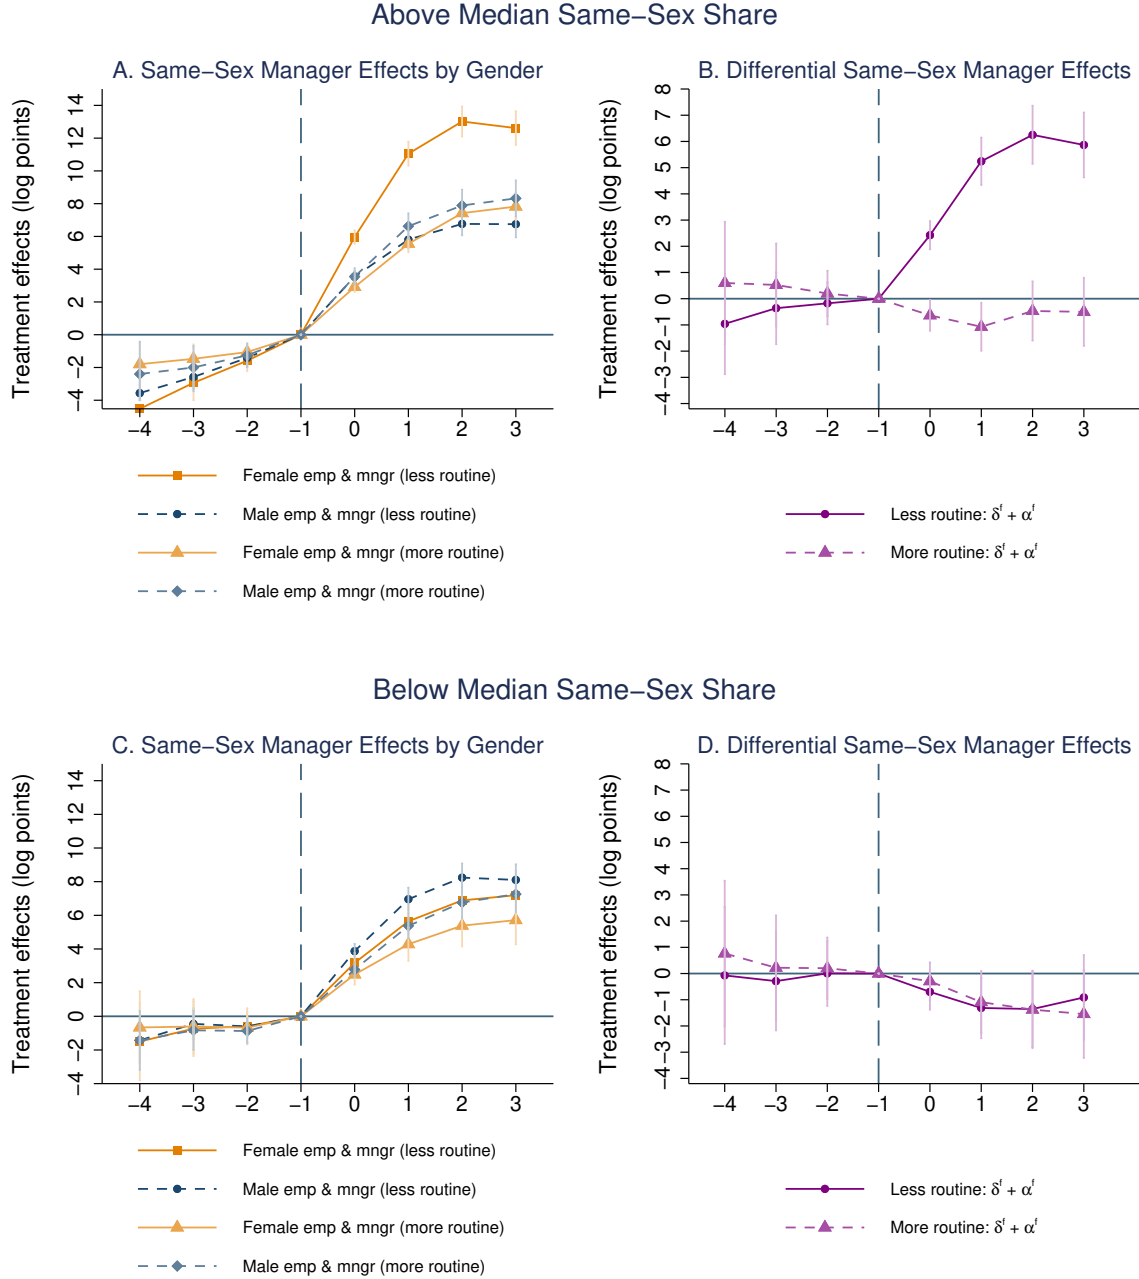 Above Median Same−Sex Share
A. Same−Sex Manager Effects by Gender
Treatment effects (log points)
14
12
10
8
6
4
2
0
−2
−4
−4 −3 −2 −1 0 1 2 3
Female emp & mngr (less routine)
Male emp & mngr (less routine)
Female emp & mngr (more routine)
Male emp & mngr (more routine)
B. Differential Same−Sex Manager Effects
Treatment effects (log points)
8
7
6
5
4
3
2
1
0
−1
−2
−3
−4
−4 −3 −2 −1 0 1 2 3
Less routine: δᶠ + αᶠ
More routine: δᶠ + αᶠ
Below Median Same−Sex Share
C. Same−Sex Manager Effects by Gender
Treatment effects (log points)
14
12
10
8
6
4
2
0
−2
−4
−4 −3 −2 −1 0 1 2 3
Female emp & mngr (less routine)
Male emp & mngr (less routine)
Female emp & mngr (more routine)
Male emp & mngr (more routine)
D. Differential Same−Sex Manager Effects
Treatment effects (log points)
8
7
6
5
4
3
2
1
0
−1
−2
−3
−4
−4 −3 −2 −1 0 1 2 3
Less routine: δᶠ + αᶠ
More routine: δᶠ + αᶠ